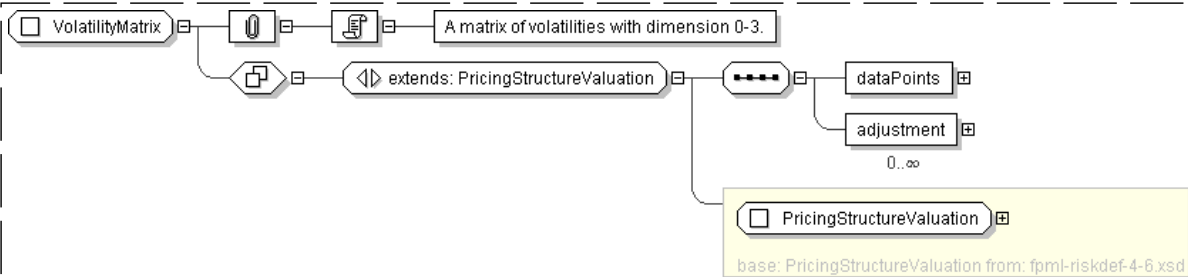 VolatilityMatrix
A matrix of volatilities with dimension 0-3.
extends: PricingStructureValuation
dataPoints
adjustment
0..∞
PricingStructureValuation
base: PricingStructureValuation from: fpml-riskdef-4-6.xsd